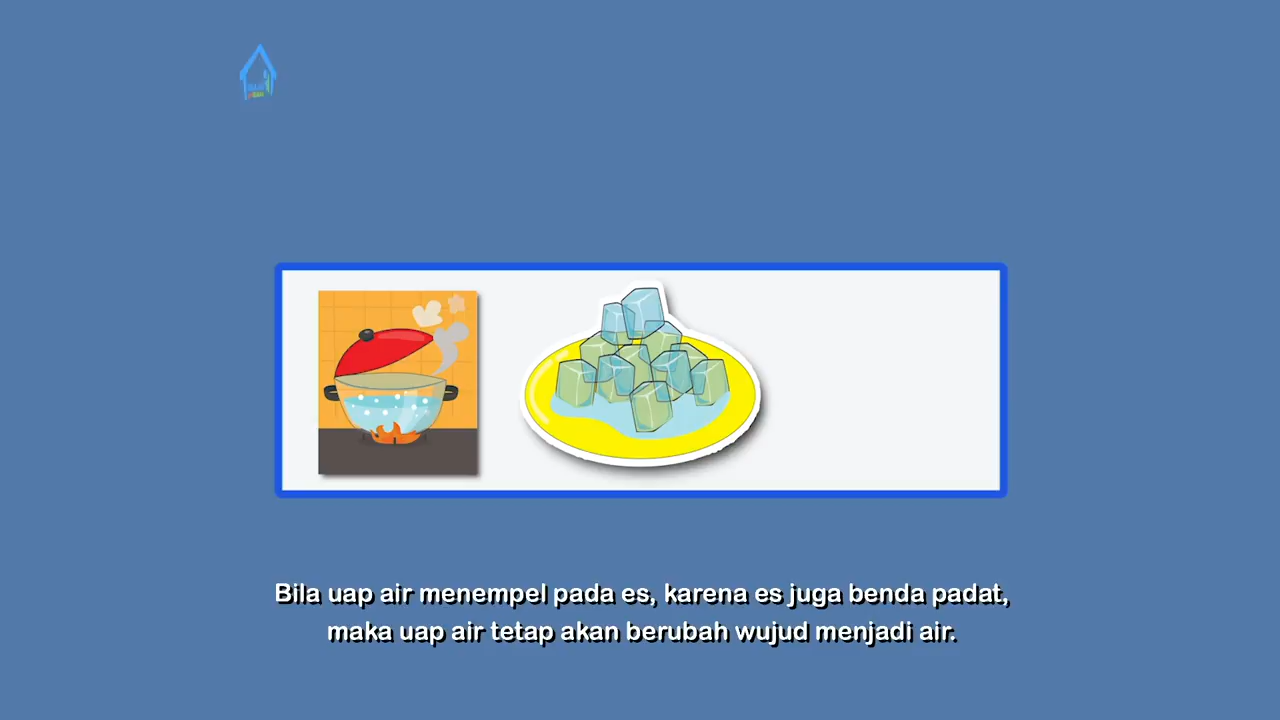 Bila uap air menempel pada es, karena es juga benda padat,
maka uap air tetap akan berubah wujud menjadi air.